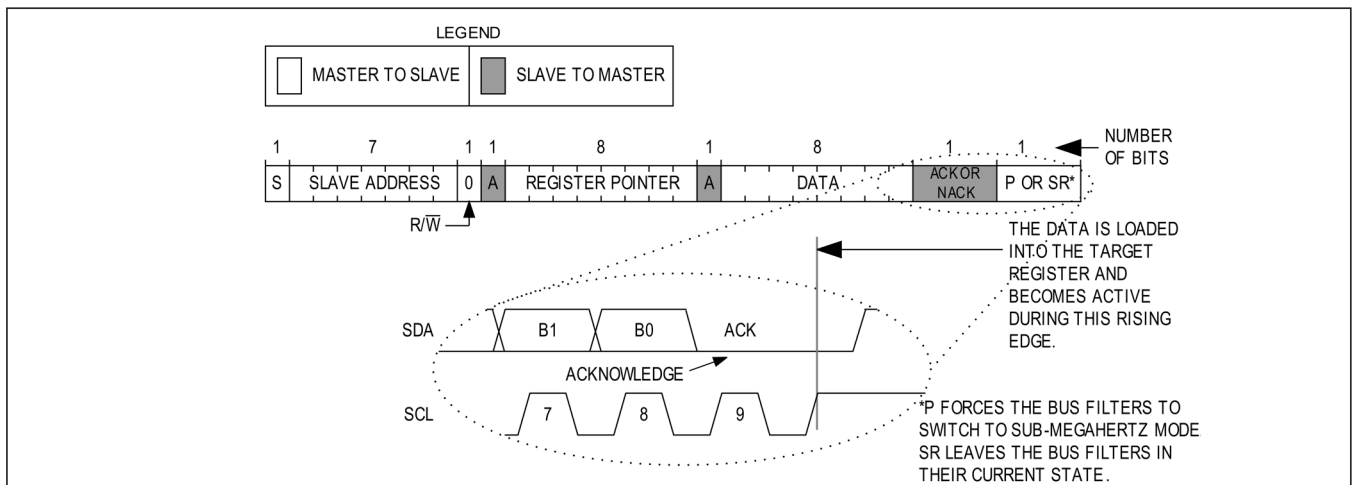 LEGEND
MASTER TO SLAVE SLAVE TO MASTER
1 7 1 1 8 1 8 1 1 NUMBER
OF BITS
S SLAVE ADDRESS 0 A REGISTER POINTER A DATA ACK OR
NACK P OR SR*
R/W̅
THE DATA IS LOADED
INTO THE TARGET
REGISTER AND
BECOMES ACTIVE
DURING THIS RISING
EDGE.
SDA B1 B0 ACK
ACKNOWLEDGE
SCL 7 8 9
*P FORCES THE BUS FILTERS TO
SWITCH TO SUB-MEGAHERTZ MODE
SR LEAVES THE BUS FILTERS IN
THEIR CURRENT STATE.